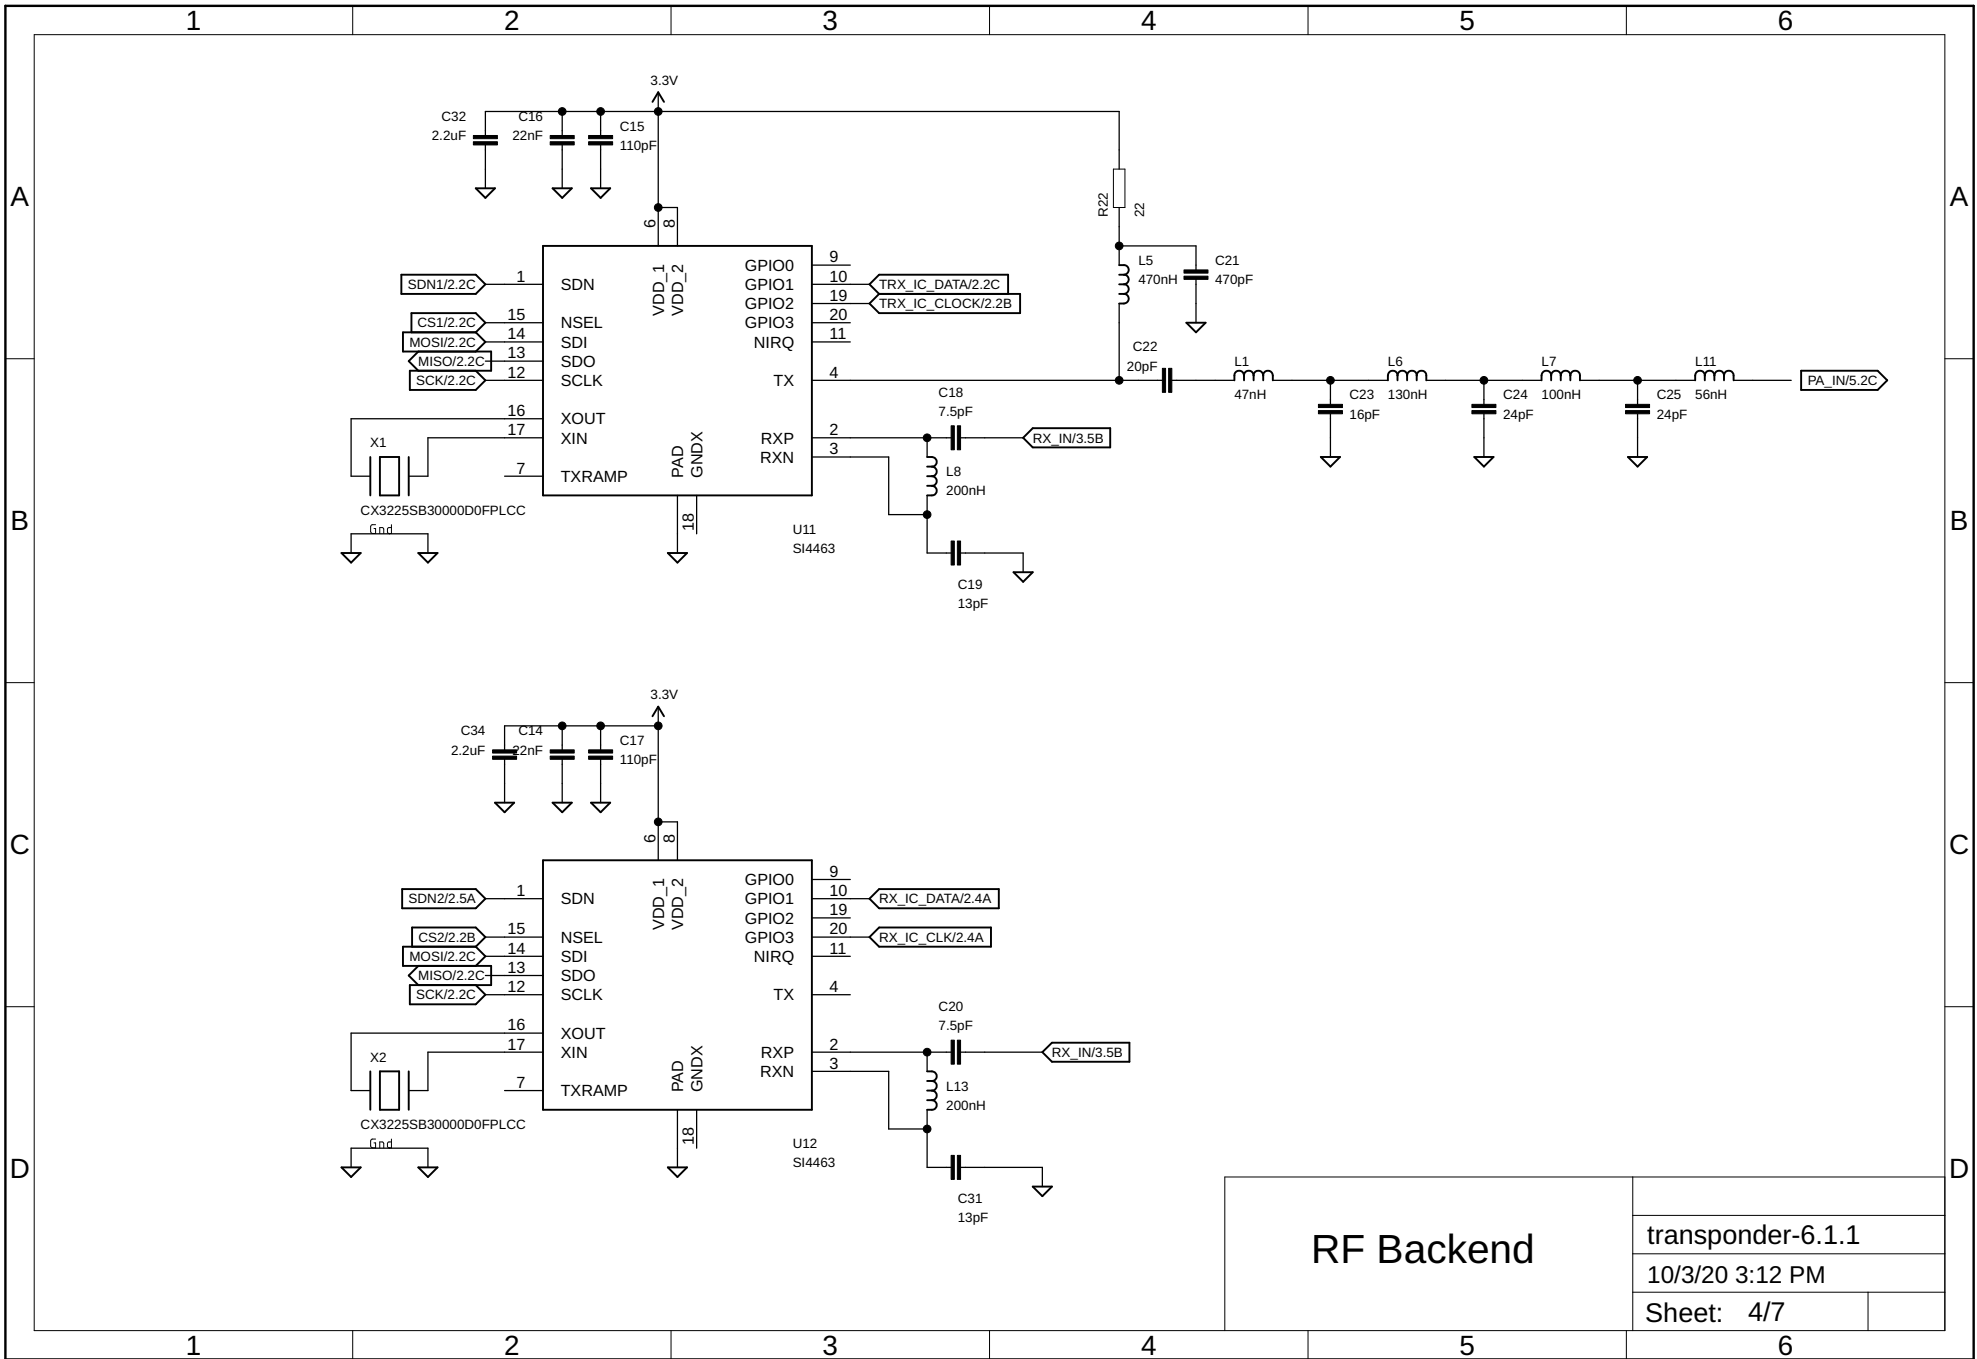 1 2 3 4 5 6
A
A
B
B
C
C
D
D
3.3V
C32
2.2uF
C16
22nF
C15
110pF
6
8
R22
22
SDN1/2.2C 1 SDN
CS1/2.2C 15 NSEL
MOSI/2.2C 14 SDI
MISO/2.2C 13 SDO
SCK/2.2C 12 SCLK
16 XOUT
17 XIN
7 TXRAMP
VDD_1
VDD_2
PAD
GNDX
18
GPIO0 9
GPIO1 10 TRX_IC_DATA/2.2C
GPIO2 19 TRX_IC_CLOCK/2.2B
GPIO3 20
NIRQ 11
TX 4
RXP 2
RXN 3
X1
CX3225SB30000D0FPLCC
Gnd
U11
SI4463
L5
470nH
C21
470pF
C22
20pF
L1
47nH
C23
16pF
L6
130nH
C24
24pF
L7
100nH
C25
24pF
L11
56nH
PA_IN/5.2C
C18
7.5pF
RX_IN/3.5B
L8
200nH
C19
13pF
3.3V
C34
2.2uF
C14
22nF
C17
110pF
6
8
SDN2/2.5A 1 SDN
CS2/2.2B 15 NSEL
MOSI/2.2C 14 SDI
MISO/2.2C 13 SDO
SCK/2.2C 12 SCLK
16 XOUT
17 XIN
7 TXRAMP
VDD_1
VDD_2
PAD
GNDX
18
GPIO0 9
GPIO1 10 RX_IC_DATA/2.4A
GPIO2 19
GPIO3 20 RX_IC_CLK/2.4A
NIRQ 11
TX 4
RXP 2
RXN 3
X2
CX3225SB30000D0FPLCC
Gnd
U12
SI4463
C20
7.5pF
RX_IN/3.5B
L13
200nH
C31
13pF
RF Backend
transponder-6.1.1
10/3/20 3:12 PM
Sheet: 4/7
1 2 3 4 5 6